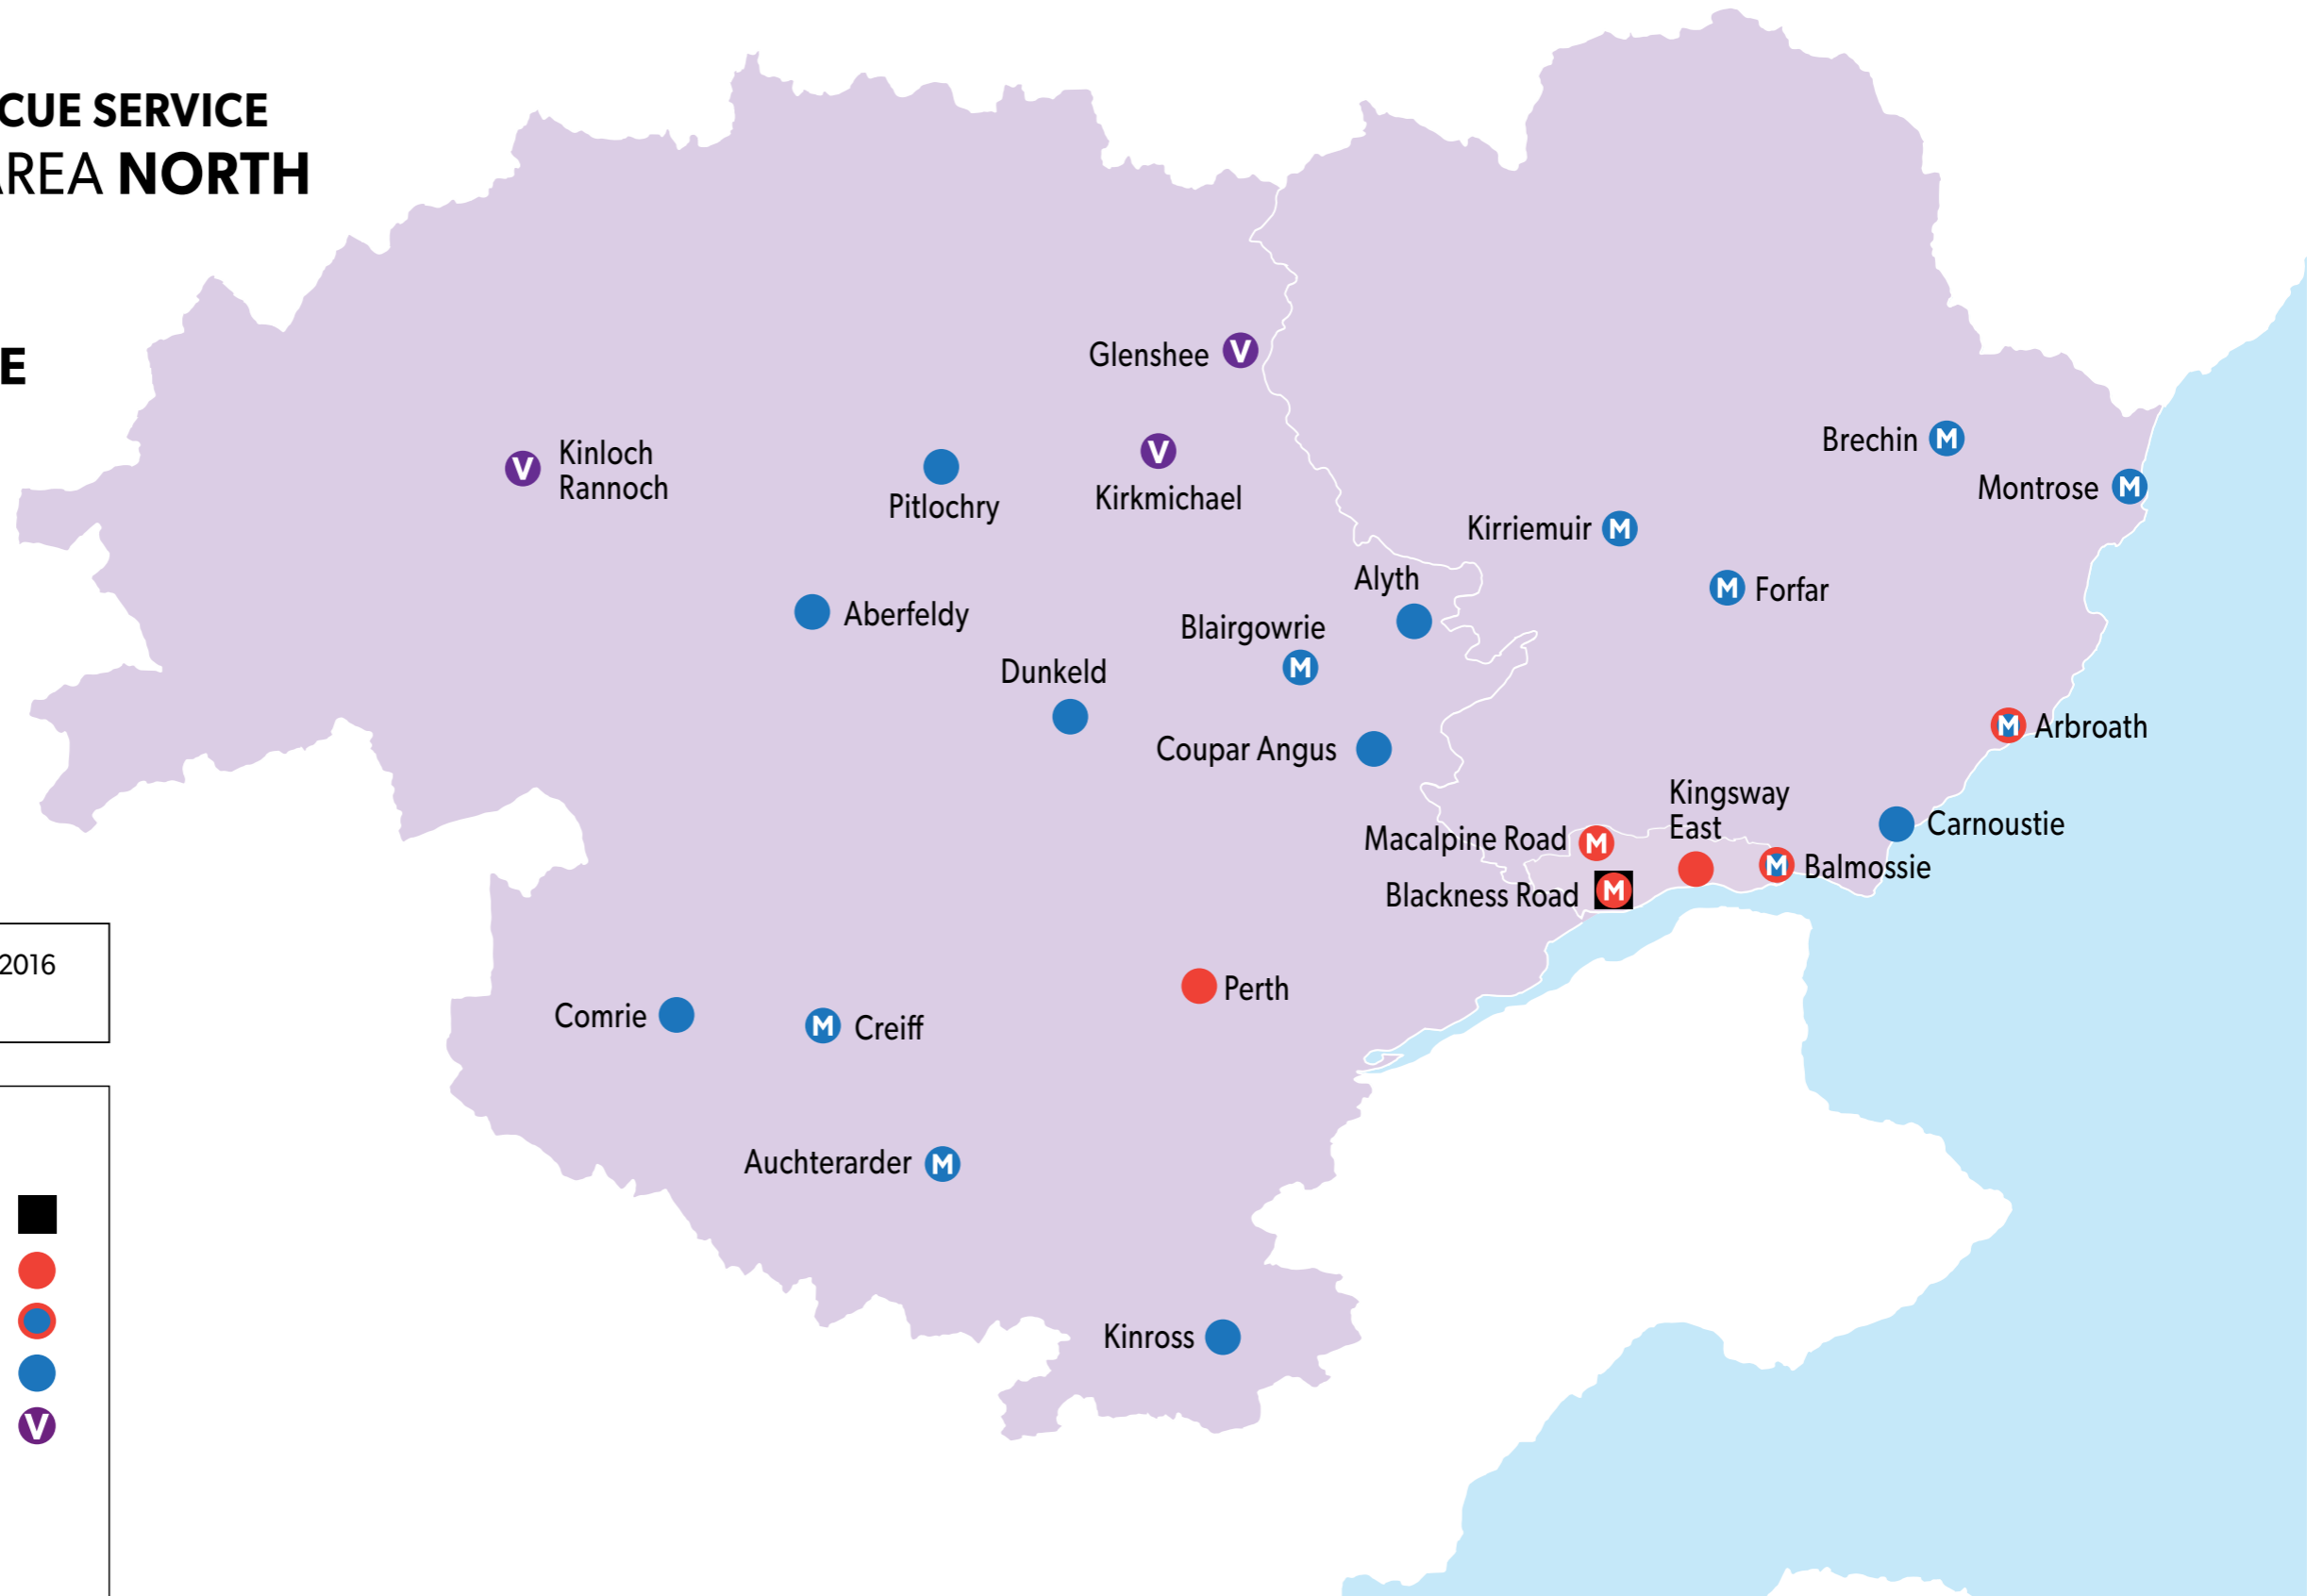 CUE SERVICE
AREA NORTH
E
Glenshee V
V Kinloch
Rannoch
Pitlochry
V
Kirkmichael
Brechin M
Montrose M
Kirriemuir M
M Forfar
Alyth
Aberfeldy
Blairgowrie
M
Dunkeld
Coupar Angus
M Arbroath
Kingsway
East
Macalpine Road M
Carnoustie
M Balmossie
Blackness Road M
2016
Perth
Comrie
M Creiff
Auchterarder M
Kinross
V